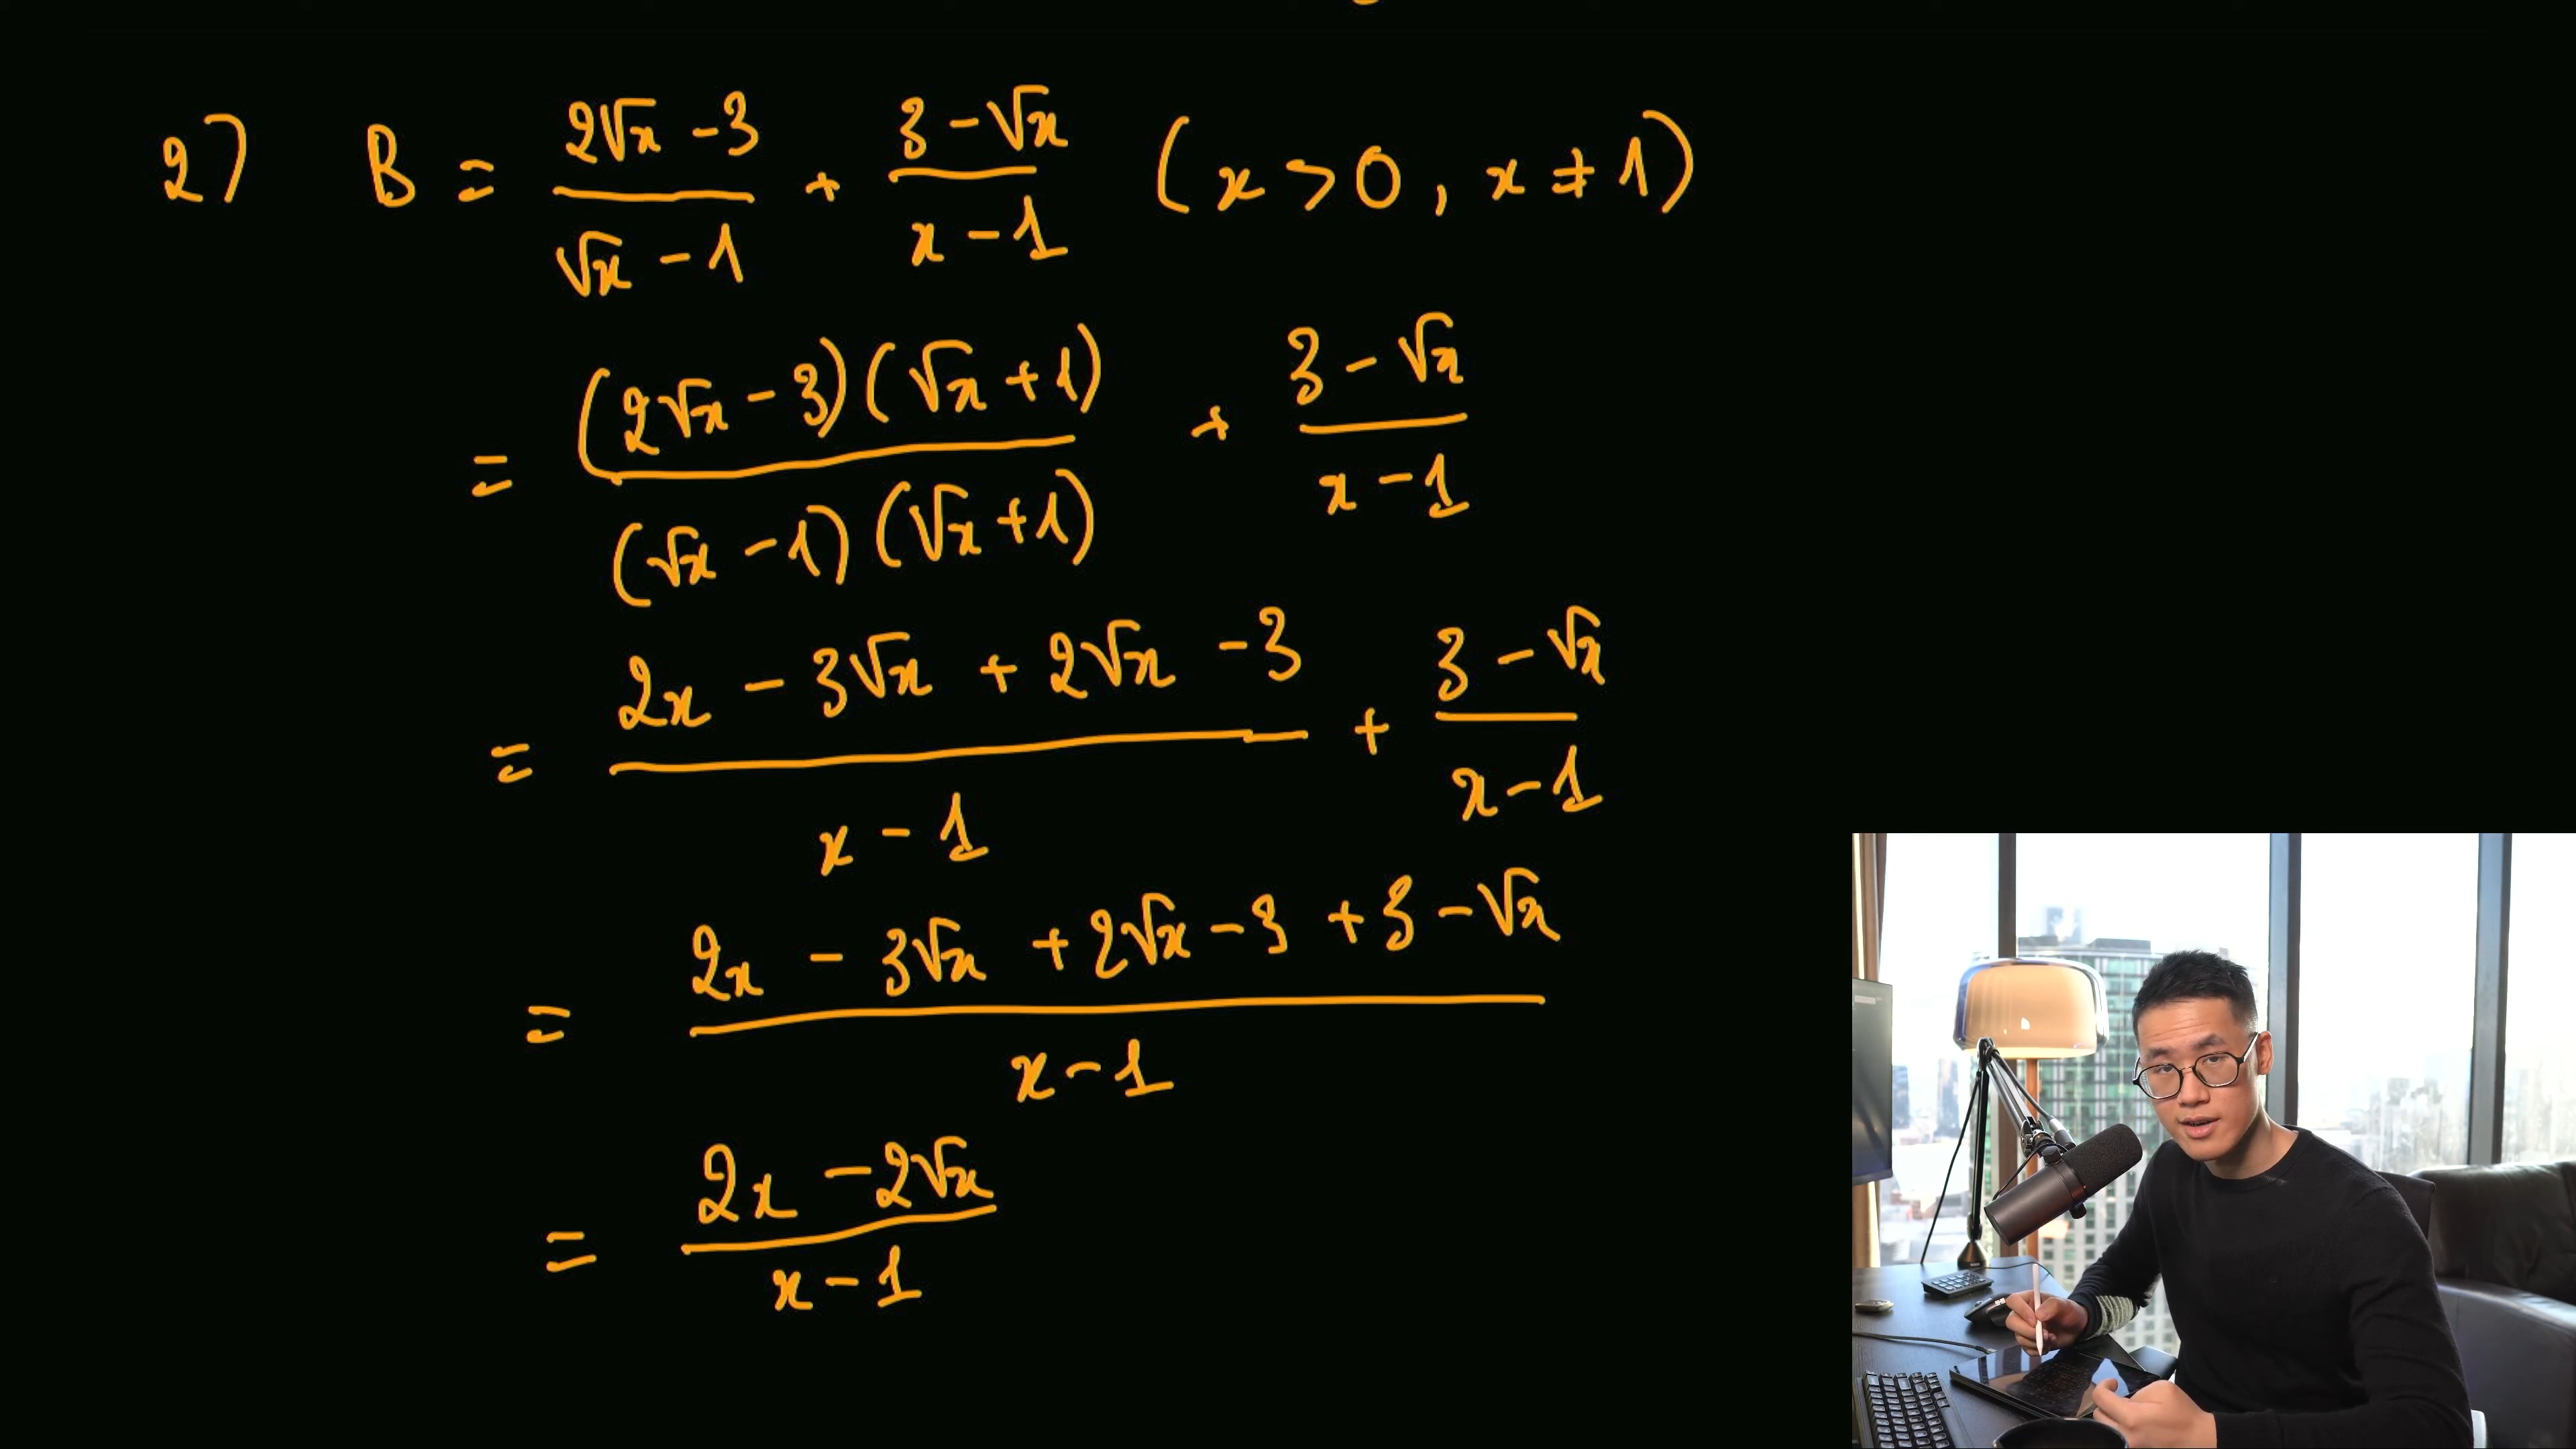 2) B = (2√x - 3)/(√x - 1) + (3 - √x)/(x - 1) (x > 0, x ≠ 1)
= ((2√x - 3)(√x + 1))/((√x - 1)(√x + 1)) + (3 - √x)/(x - 1)
= (2x - 3√x + 2√x - 3)/(x - 1) + (3 - √x)/(x - 1)
= (2x - 3√x + 2√x - 3 + 3 - √x)/(x - 1)
= (2x - 2√x)/(x - 1)